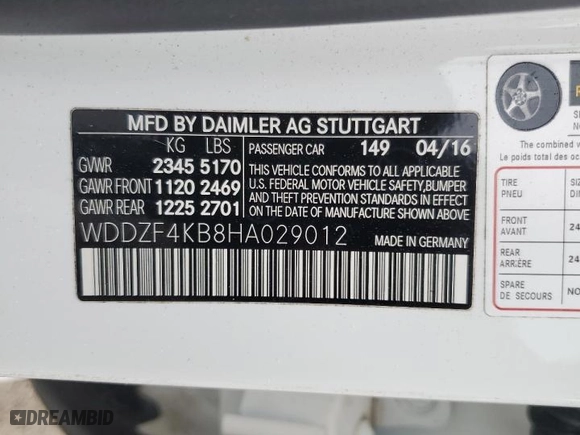 MFD BY DAIMLER AG STUTTGART
KG LBS
PASSENGER CAR 149 04/16
GVWR 2345 5170
GAWR FRONT 1120 2469
GAWR REAR 1225 2701
THIS VEHICLE CONFORMS TO ALL APPLICABLE
U.S. FEDERAL MOTOR VEHICLE SAFETY, BUMPER
AND THEFT PREVENTION STANDARDS IN
EFFECT ON THE DATE OF MANUFACTURE
SHOWN ABOVE.
WDDZF4KB8HA029012
MADE IN GERMANY
The combined w
Le poids total des
TIRE
PNEU
FRONT
AVANT
24
REAR
ARRIÈRE
24
SPARE
DE SECOURS
NO
DREAMBID